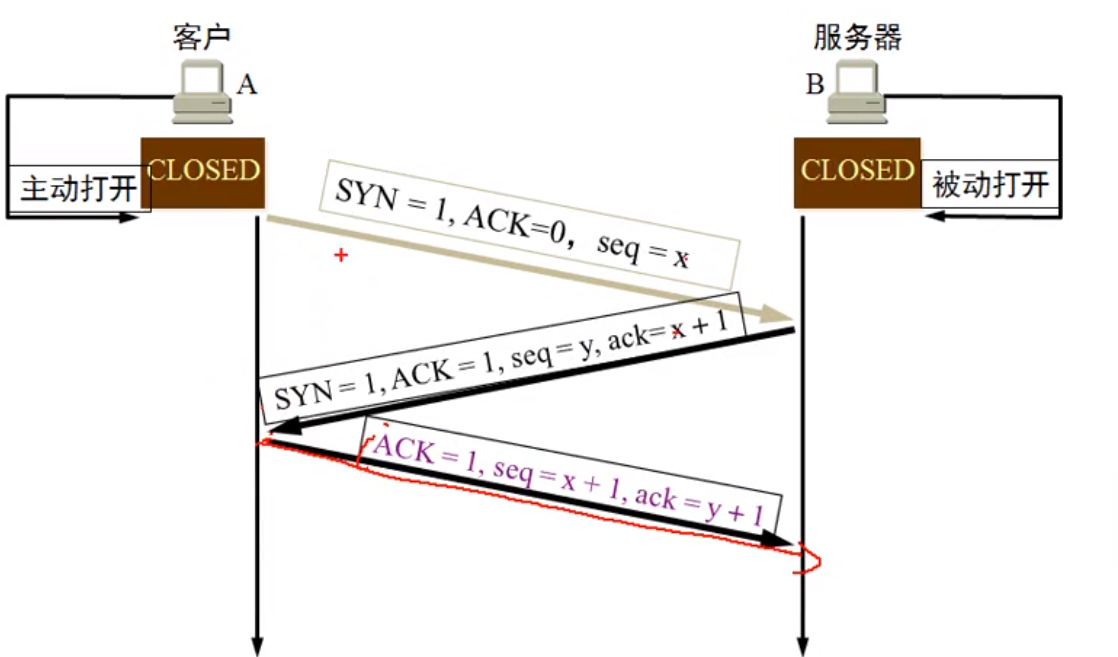 客户
服务器
A
B
CLOSED
CLOSED
主动打开
被动打开
SYN = 1, ACK=0，seq = x
SYN = 1, ACK = 1, seq = y, ack= x + 1
ACK = 1, seq = x + 1, ack = y + 1